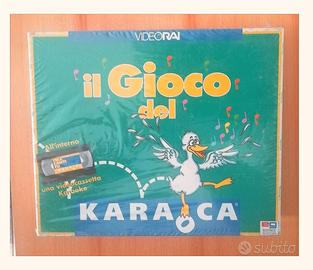 VIDEORAI
il Gioco
del
All'interno
una videocassetta
Karaoke
KARAOCA
subito